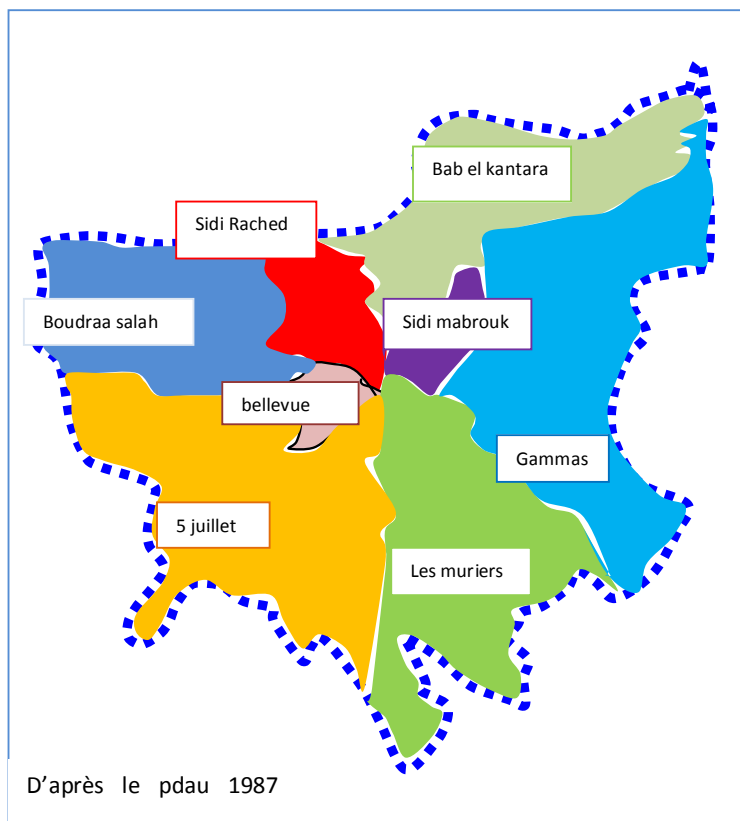 Bab el kantara
Sidi Rached
Boudraa salah
Sidi mabrouk
bellevue
Gammas
5 juillet
Les muriers
D'après le pdau 1987